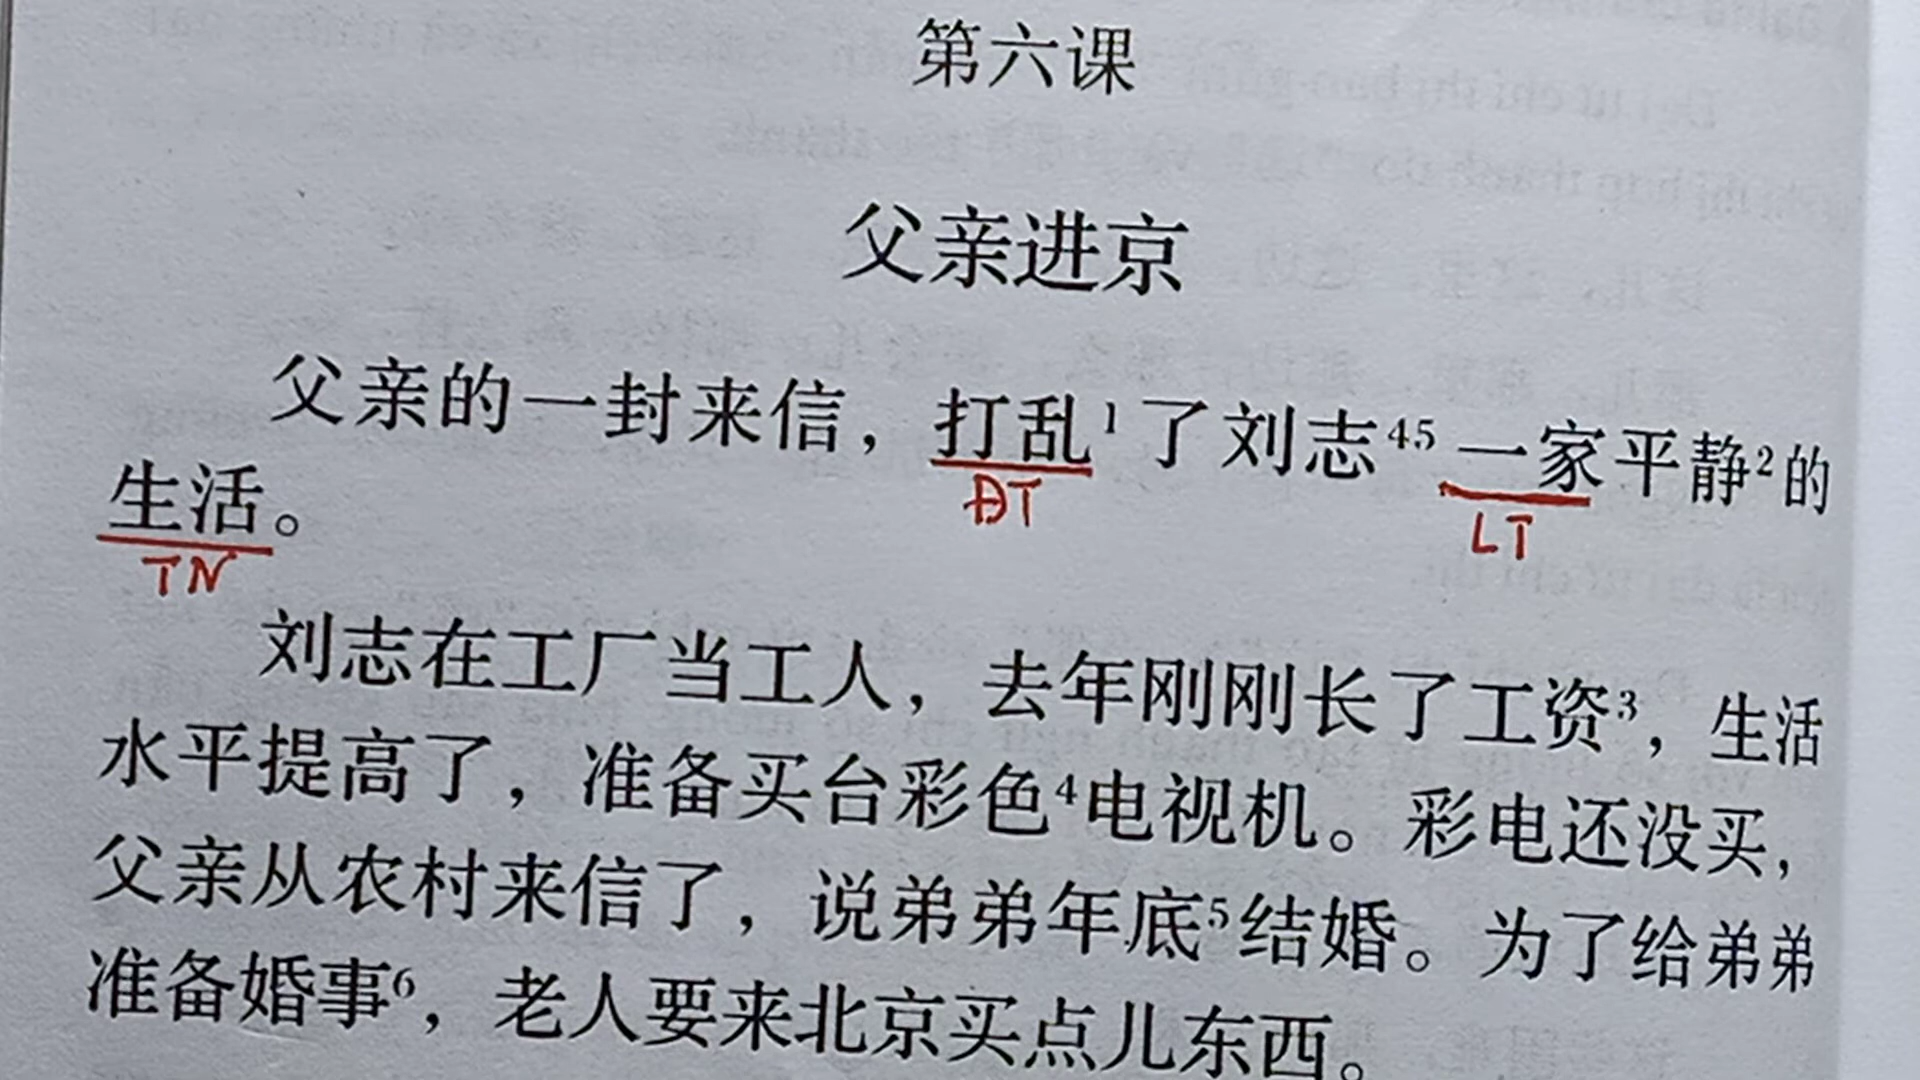 第六课
父亲进京
父亲的一封来信，打乱¹了刘志⁴⁵一家平静²的
ĐT
LT
生活。
TN
刘志在工厂当工人，去年刚刚长了工资³，生活
水平提高了，准备买台彩色⁴电视机。彩电还没买，
父亲从农村来信了，说弟弟年底⁵结婚。为了给弟弟
准备婚事⁶，老人要来北京买点儿东西。